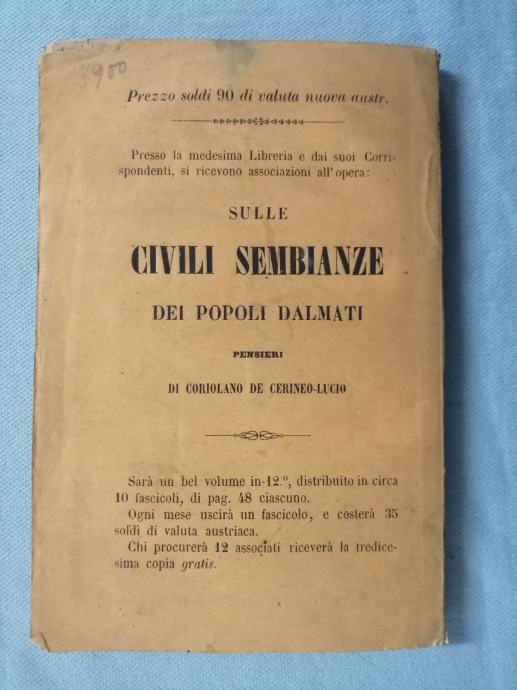 900
Prezzo soldi 90 di valuta nuova austr.
Presso la medesima Libreria e dai suoi Corri-
spondenti, si ricevono associazioni all'opera:
SULLE
CIVILI SEMBIANZE
DEI POPOLI DALMATI
PENSIERI
DI CORIOLANO DE CERINEO-LUCIO
Sarà un bel volume in-12.º, distribuito in circa
10 fascicoli, di pag. 48 ciascuno.
Ogni mese uscirà un fascicolo, e costerà 35
soldi di valuta austriaca.
Chi procurerà 12 associati riceverà la tredice-
sima copia gratis.